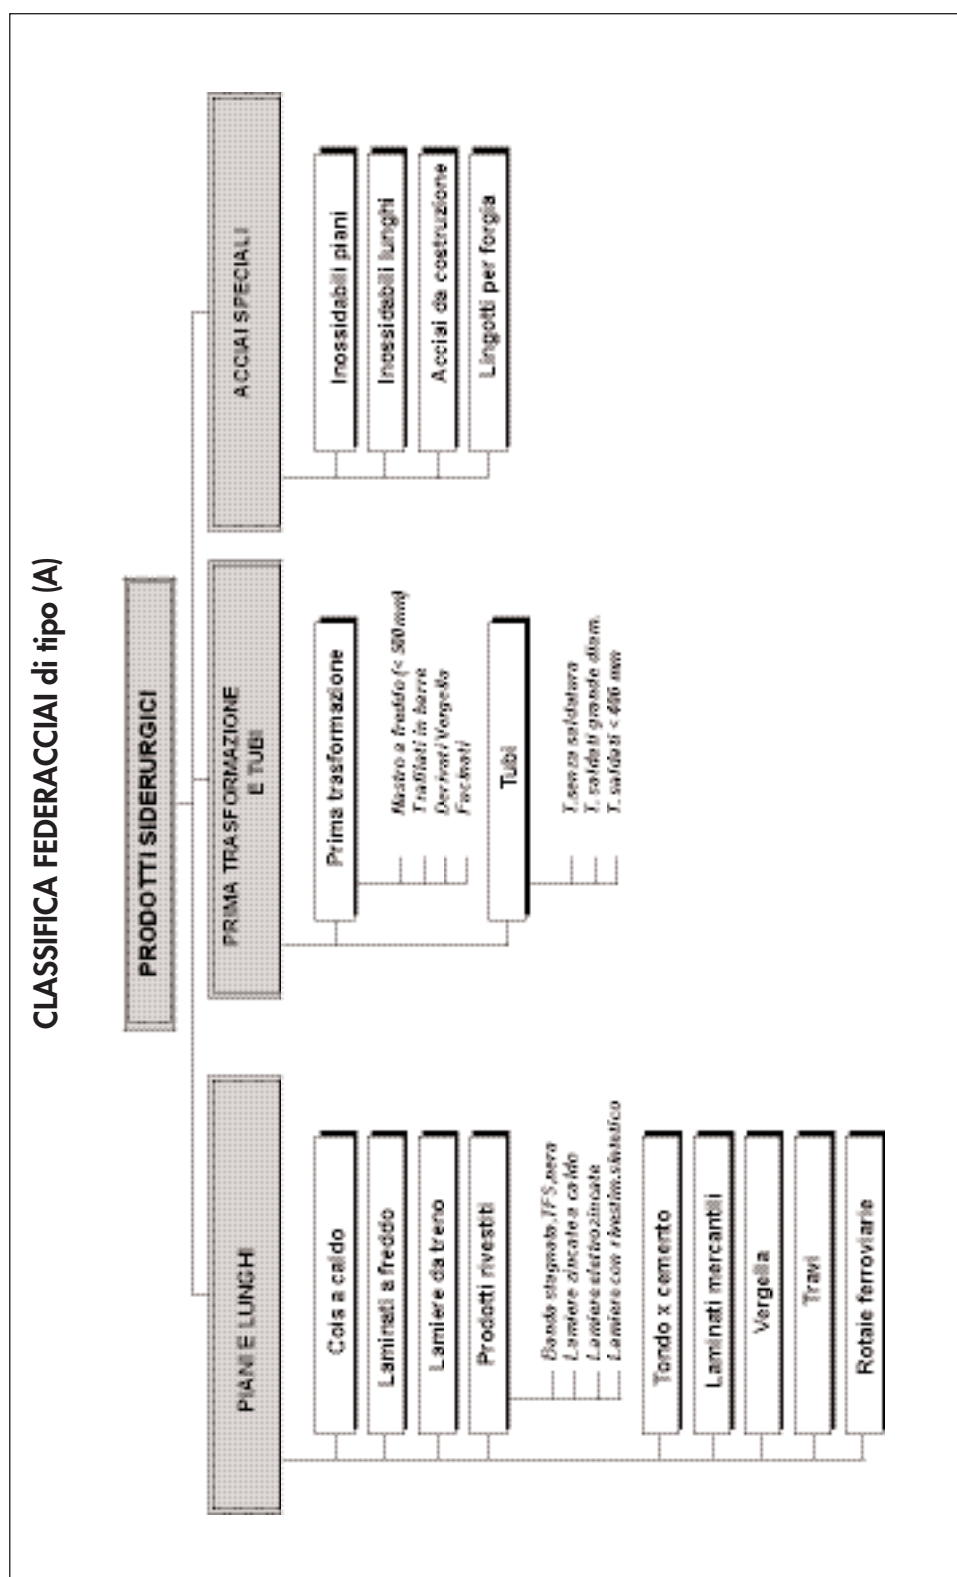 CLASSIFICA FEDERACCIAI di tipo (A)
PRODOTTI SIDERURGICI
PIANI E LUNGHI
Cols a caldo
Laminati a freddo
Lamiere da treno
Prodotti rivestiti
Banda stagnata, TFS, nera
Lamiere zincate a caldo
Lamiere elettrozincate
Lamiere con rivestim. sintetico
Tondo x cemento
Laminati mercantili
Vergella
Travi
Rotaie ferroviarie
PRIMA TRASFORMAZIONE
E TUBI
Prima trasformazione
Nastro a freddo (< 500 mm)
Trafilati in barre
Derivati Vergella
Fucinati
Tubi
T. senza saldatura
T. saldati grande diam.
T. saldati < 406 mm
ACCIAI SPECIALI
Inossidabili piani
Inossidabili lunghi
Acciai da costruzione
Lingotti per forgia